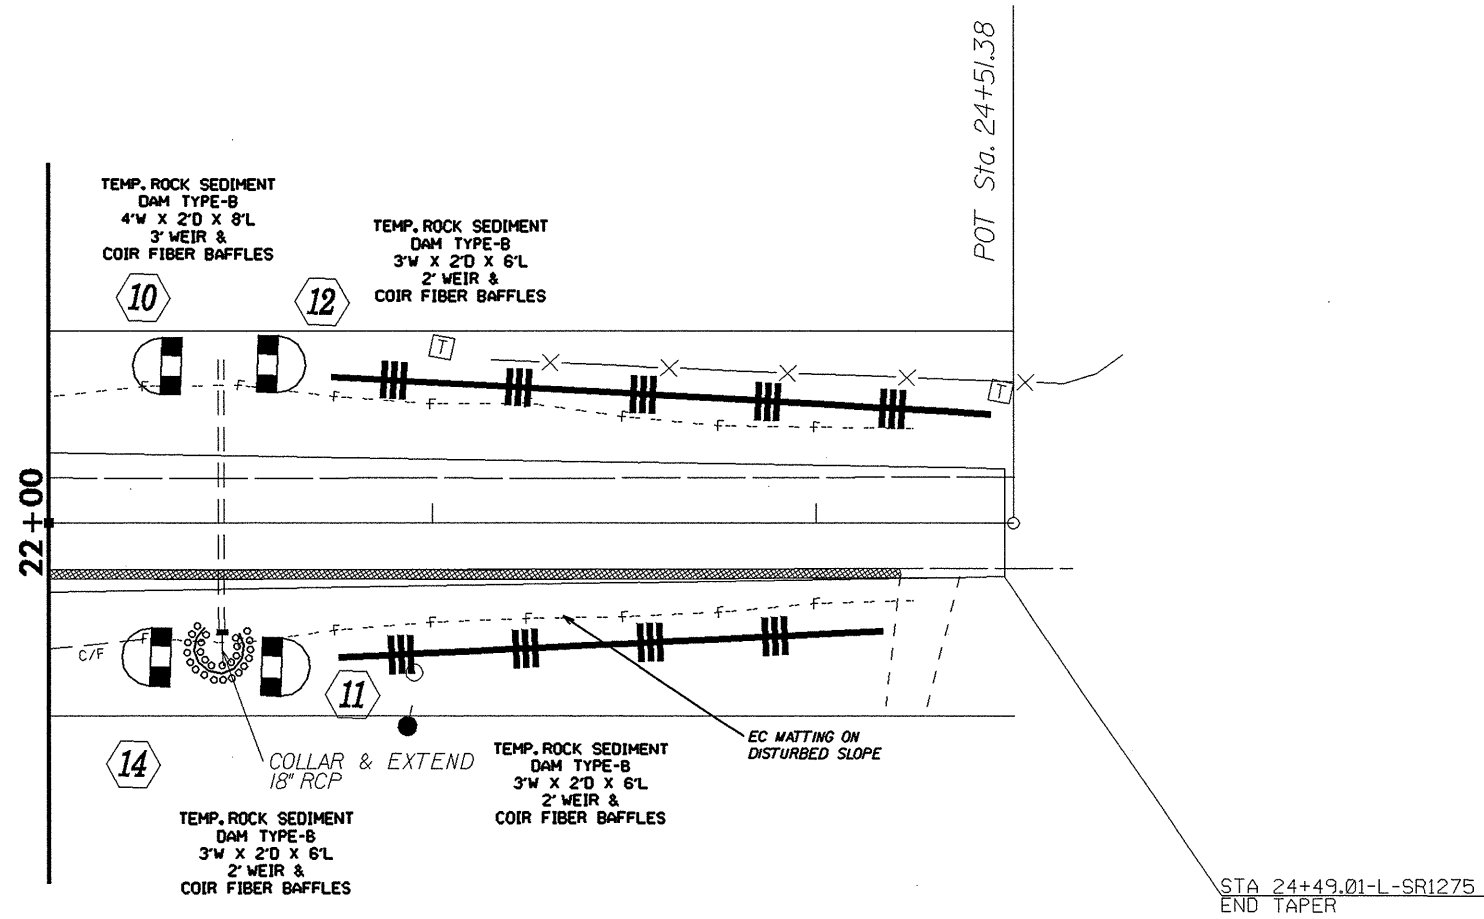 POT Sta. 24+51.38
TEMP. ROCK SEDIMENT
DAM TYPE-B
4'W X 2'D X 8'L
3' WEIR &
COIR FIBER BAFFLES
TEMP. ROCK SEDIMENT
DAM TYPE-B
3'W X 2'D X 6'L
2' WEIR &
COIR FIBER BAFFLES
10
12
T
T
F
F
F
F
F
F
F
F
22+00
F
F
F
F
F
F
F
C/F
11
14
COLLAR & EXTEND
18" RCP
EC MATTING ON
DISTURBED SLOPE
TEMP. ROCK SEDIMENT
DAM TYPE-B
3'W X 2'D X 6'L
2' WEIR &
COIR FIBER BAFFLES
TEMP. ROCK SEDIMENT
DAM TYPE-B
3'W X 2'D X 6'L
2' WEIR &
COIR FIBER BAFFLES
STA 24+49.01-L-SR1275
END TAPER